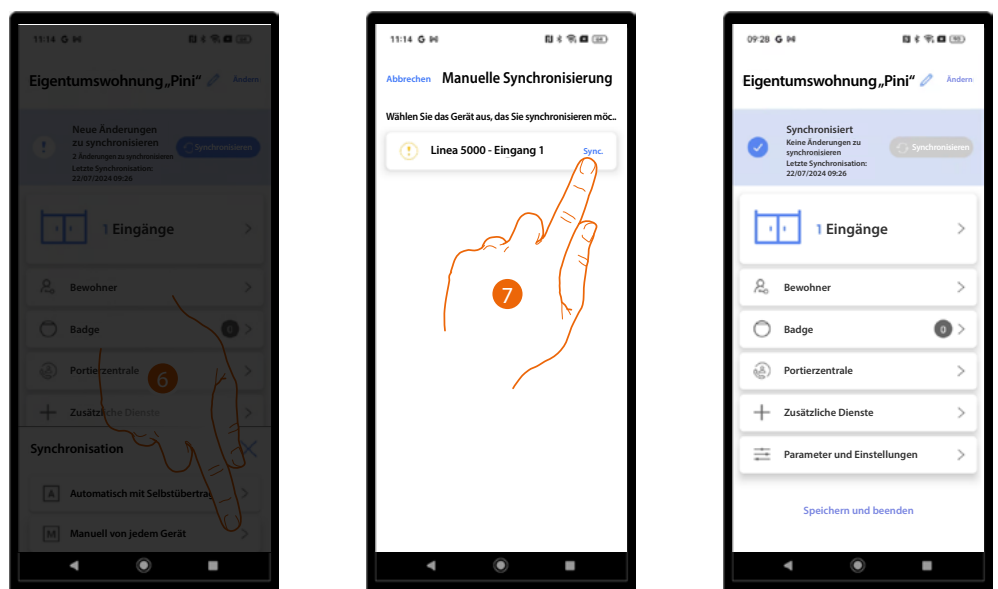 11:14 G
Eigentumswohnung „Pini“ Ändern
Neue Änderungen
zu synchronisieren
2 Änderungen zu synchronisieren
Letzte Synchronisation:
22/07/2024 09:26
Synchronisieren
1 Eingänge
Bewohner
Badge 0
Portierzentrale
6
Zusätzliche Dienste
Synchronisation
A Automatisch mit Selbstübertrag
M Manuell von jedem Gerät
11:14 G
Abbrechen Manuelle Synchronisierung
Wählen Sie das Gerät aus, das Sie synchronisieren möc..
Linea 5000 - Eingang 1 Sync.
7
09:28 G
Eigentumswohnung „Pini“ Ändern
Synchronisiert
Keine Änderungen zu
synchronisieren
Letzte Synchronisation:
22/07/2024 09:26
Synchronisieren
1 Eingänge
Bewohner
Badge 0
Portierzentrale
Zusätzliche Dienste
Parameter und Einstellungen
Speichern und beenden